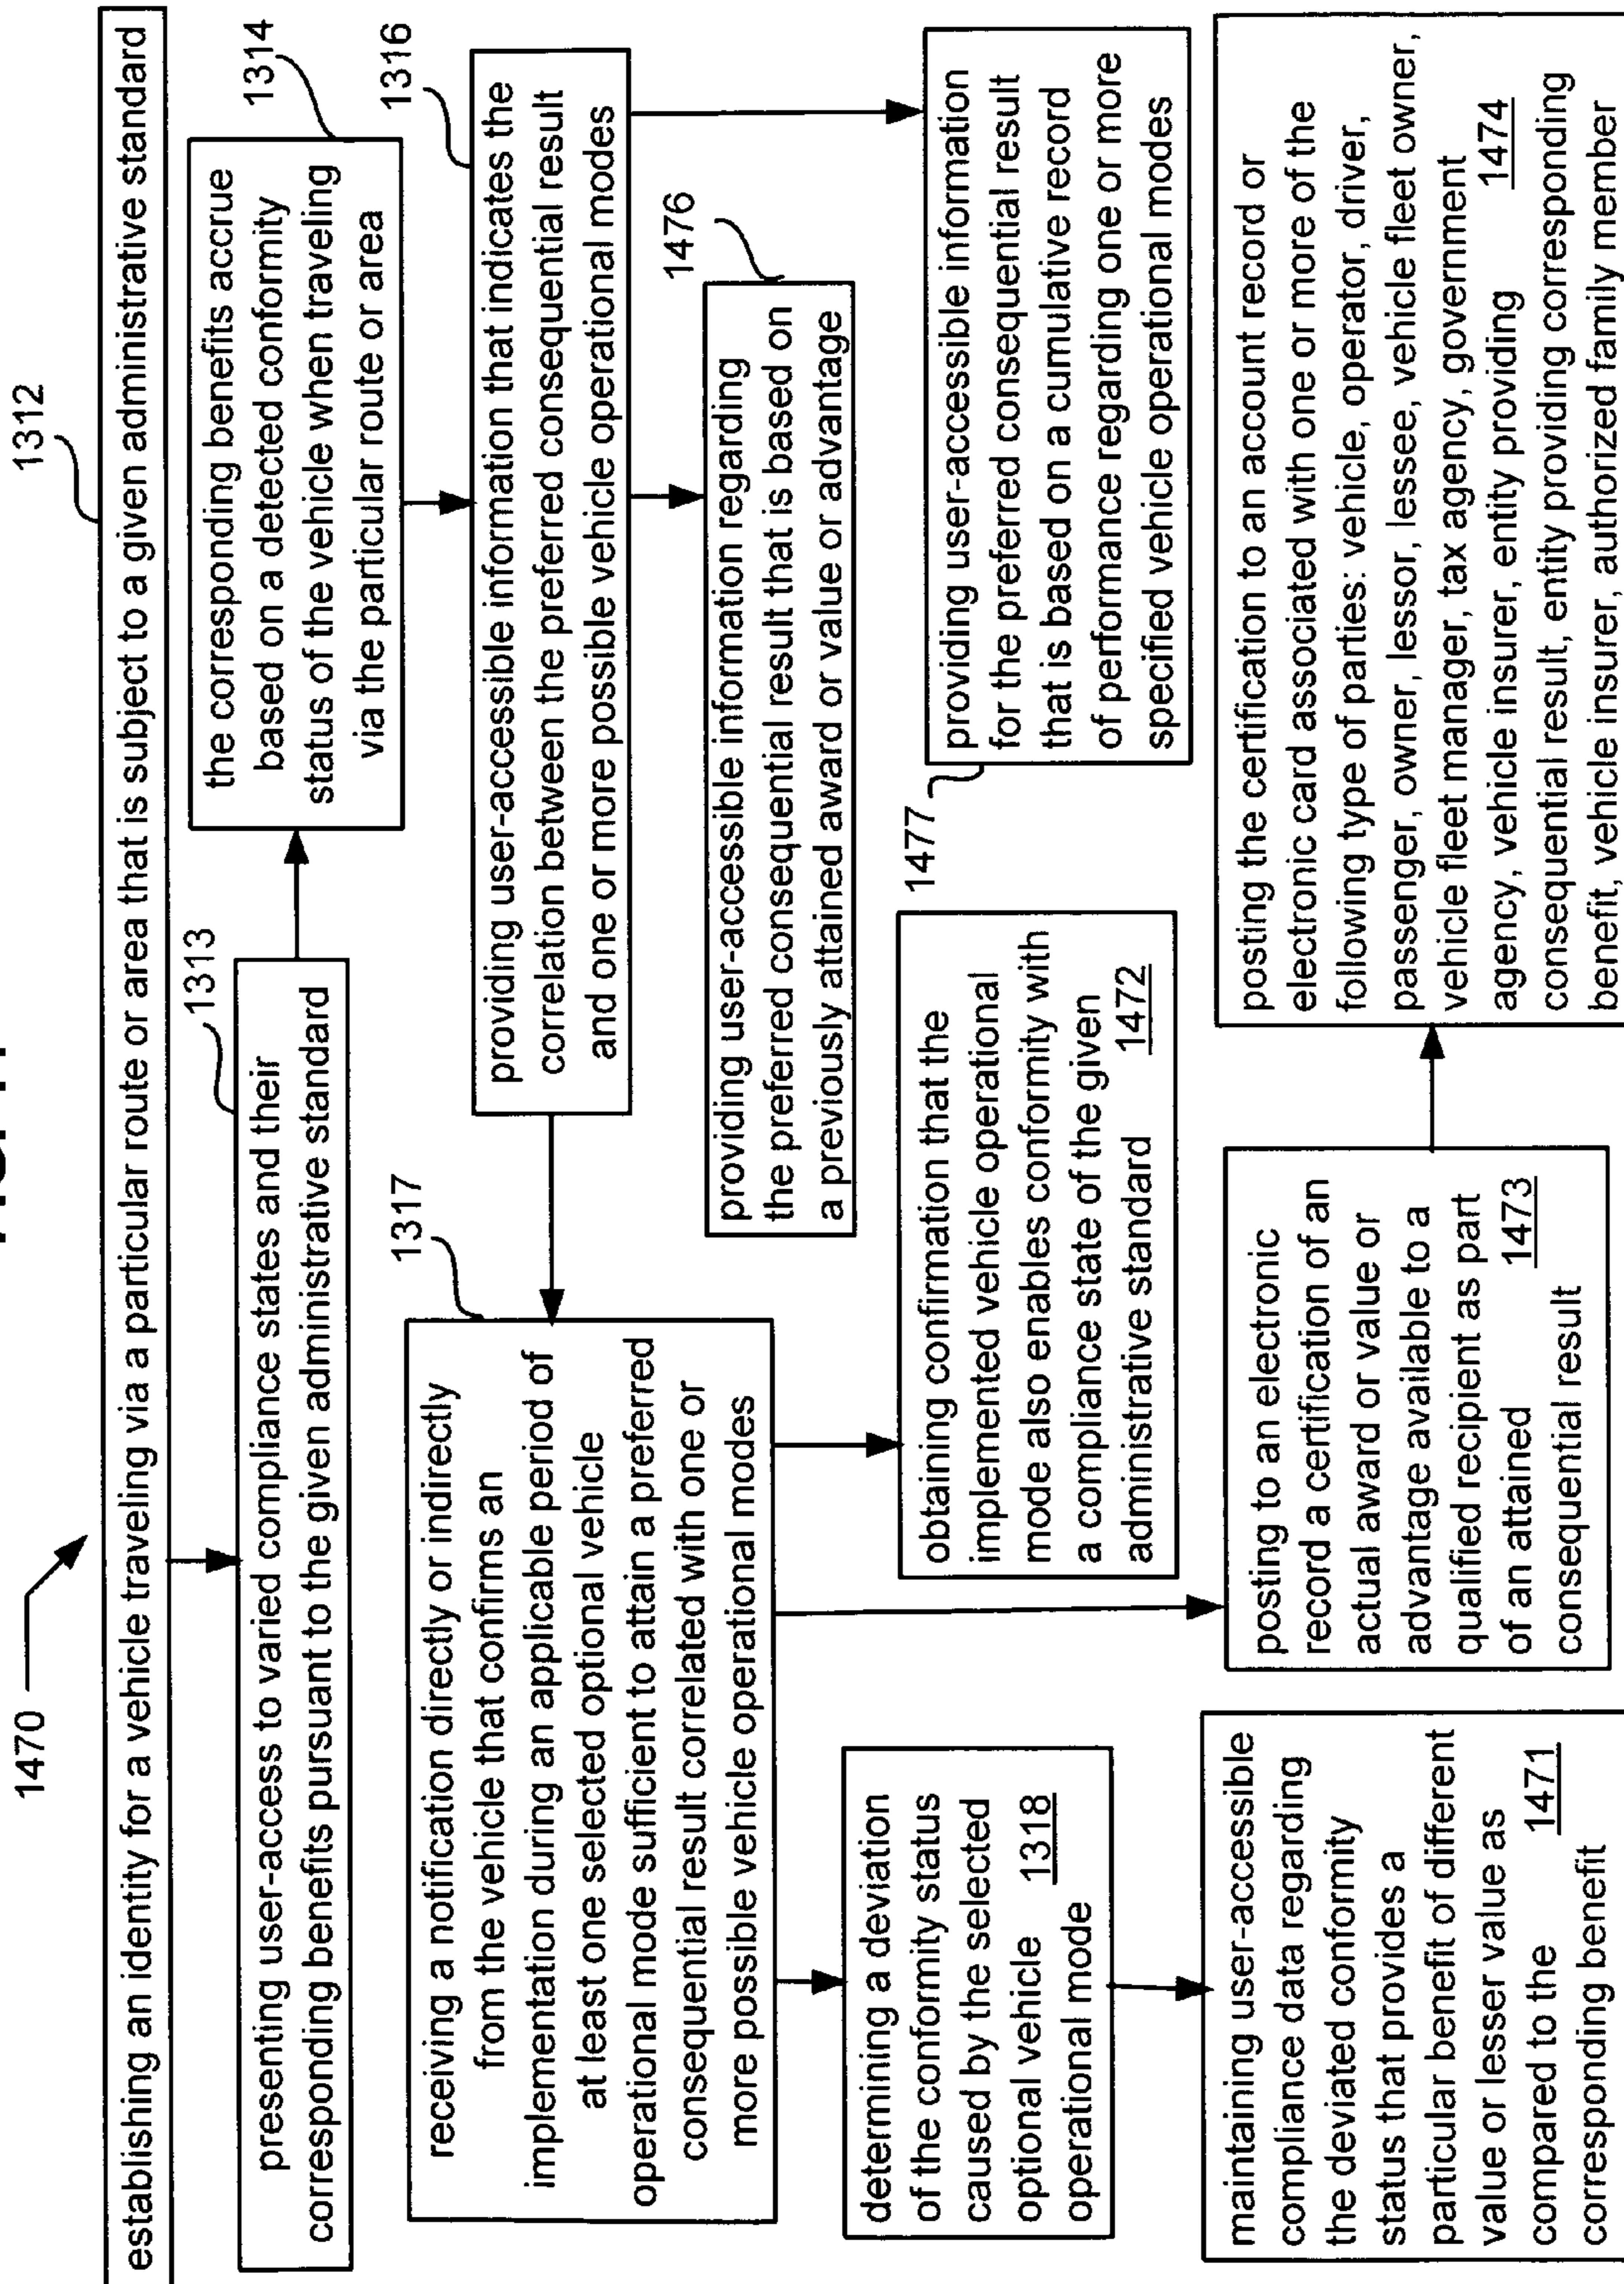 1470
1312
establishing an identity for a vehicle traveling via a particular route or area that is subject to a given administrative standard
1313
presenting user-access to varied compliance states and their
corresponding benefits pursuant to the given administrative standard
1314
the corresponding benefits accrue
based on a detected conformity
status of the vehicle when traveling
via the particular route or area
1316
providing user-accessible information that indicates the
correlation between the preferred consequential result
and one or more possible vehicle operational modes
1317
receiving a notification directly or indirectly
from the vehicle that confirms an
implementation during an applicable period of
at least one selected optional vehicle
operational mode sufficient to attain a preferred
consequential result correlated with one or
more possible vehicle operational modes
1476
providing user-accessible information regarding
the preferred consequential result that is based on
a previously attained award or value or advantage
1477
providing user-accessible information
for the preferred consequential result
that is based on a cumulative record
of performance regarding one or more
specified vehicle operational modes
determining a deviation
of the conformity status
caused by the selected
optional vehicle 1318
operational mode
obtaining confirmation that the
implemented vehicle operational
mode also enables conformity with
a compliance state of the given
administrative standard 1472
maintaining user-accessible
compliance data regarding
the deviated conformity
status that provides a
particular benefit of different
value or lesser value as
compared to the 1471
corresponding benefit
posting to an electronic
record a certification of an
actual award or value or
advantage available to a
qualified recipient as part
of an attained 1473
consequential result
posting the certification to an account record or
electronic card associated with one or more of the
following type of parties: vehicle, operator, driver,
passenger, owner, lessor, lessee, vehicle fleet owner,
vehicle fleet manager, tax agency, government
agency, vehicle insurer, entity providing 1474
consequential result, entity providing corresponding
benefit, vehicle insurer, authorized family member